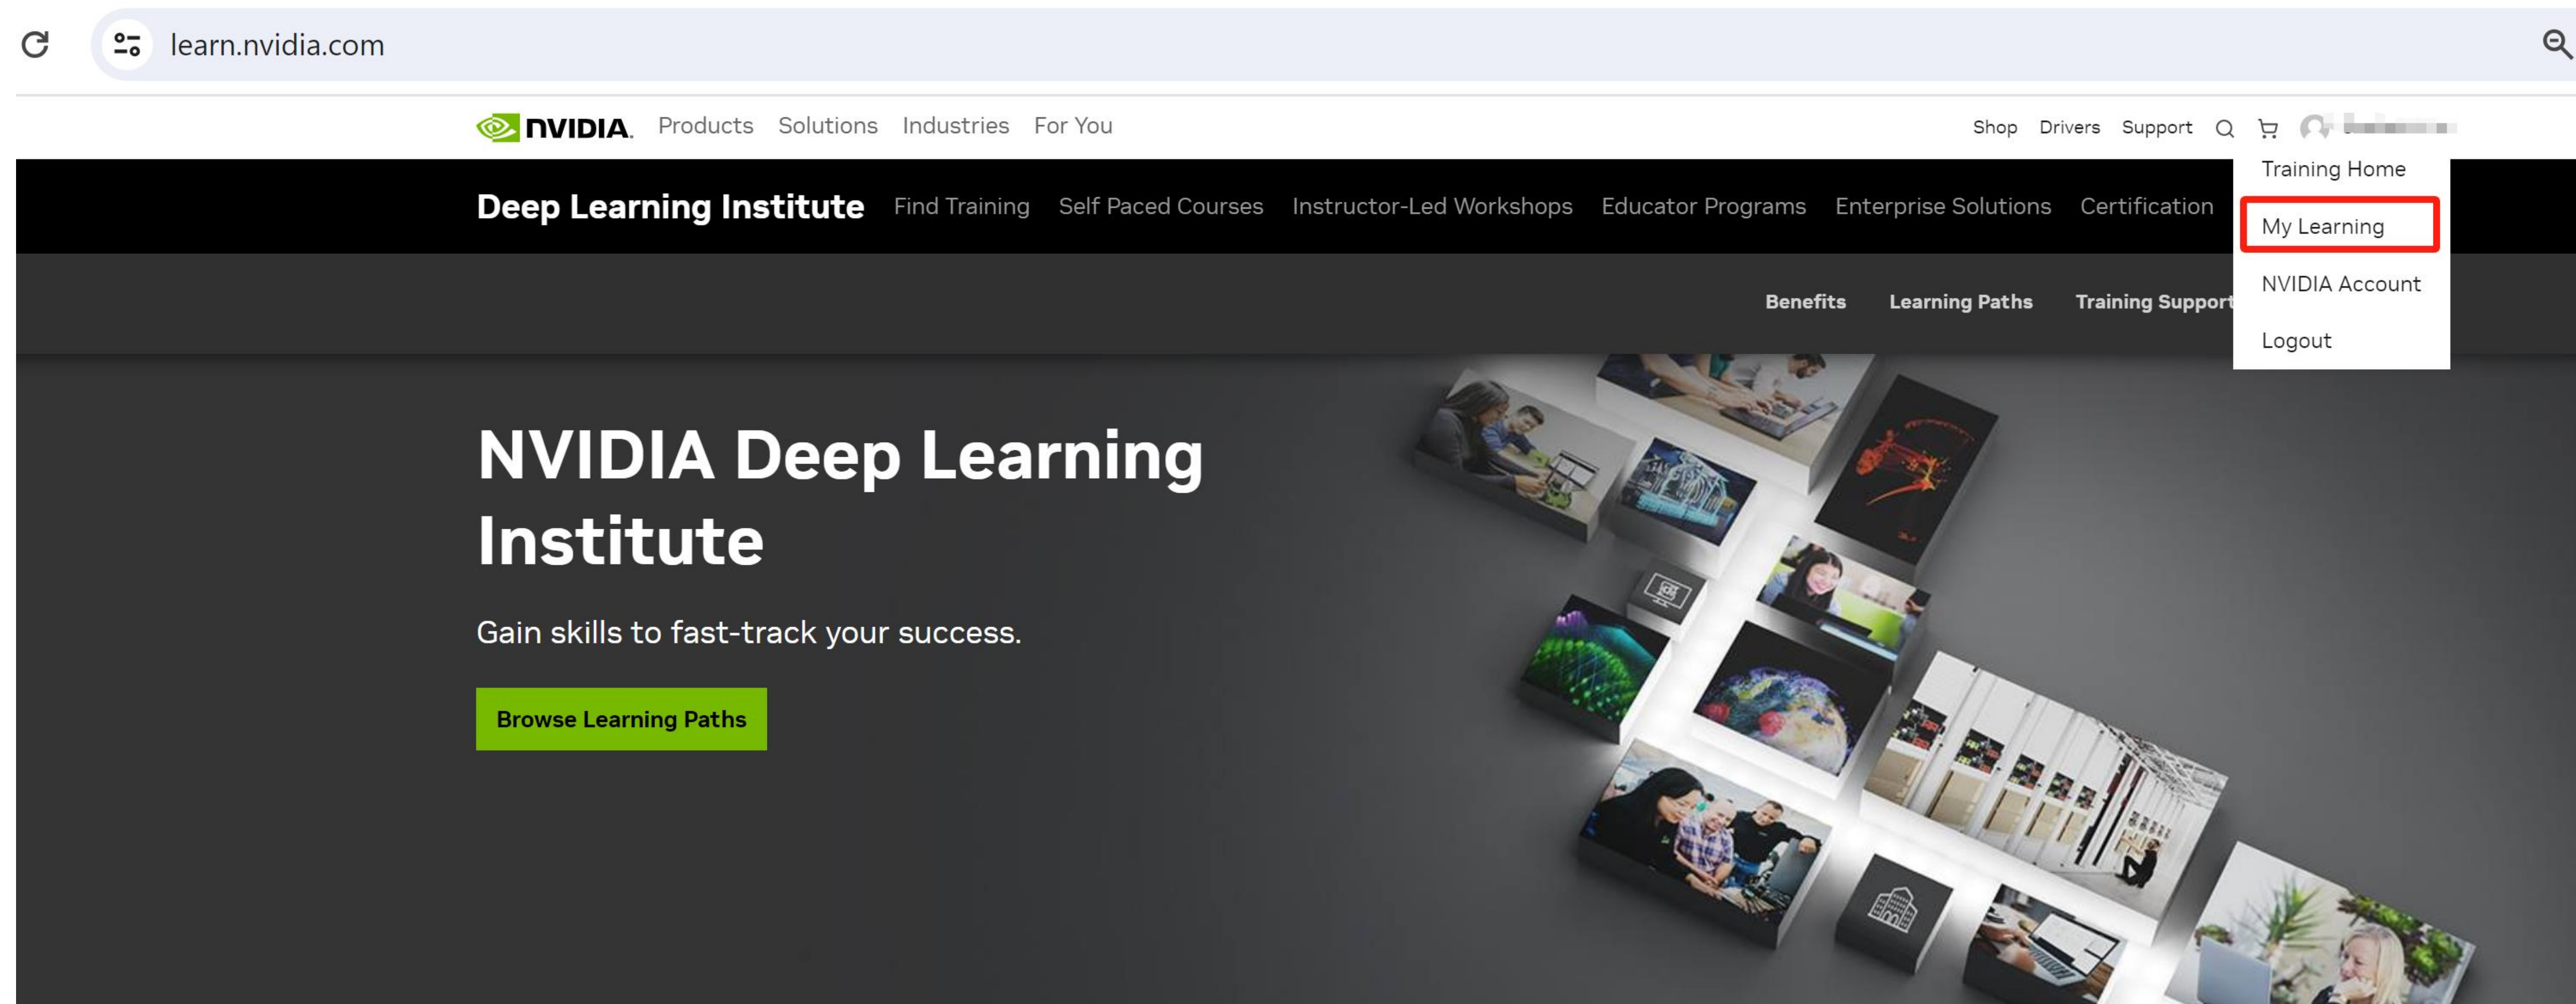 learn.nvidia.com
NVIDIA. Products Solutions Industries For You Shop Drivers Support
Training Home
Deep Learning Institute Find Training Self Paced Courses Instructor-Led Workshops Educator Programs Enterprise Solutions Certification
My Learning
NVIDIA Account
Benefits Learning Paths Training Support
Logout
NVIDIA Deep Learning
Institute
Gain skills to fast-track your success.
Browse Learning Paths